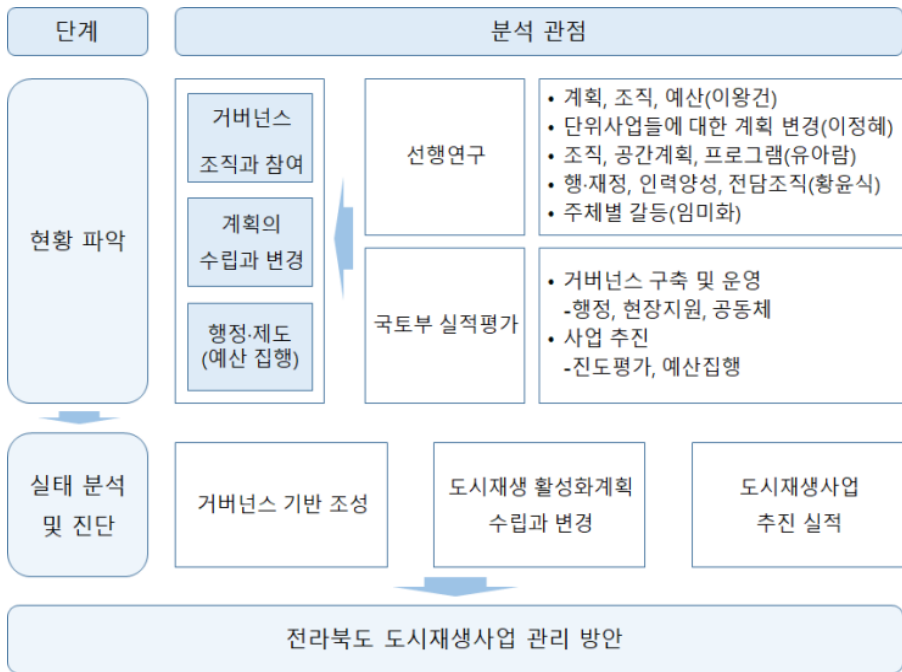 단계
분석 관점
현황 파악
거버넌스
조직과 참여
계획의
수립과 변경
행정·제도
(예산 집행)
선행연구
• 계획, 조직, 예산(이왕건)
• 단위사업들에 대한 계획 변경(이정혜)
• 조직, 공간계획, 프로그램(유아람)
• 행·재정, 인력양성, 전담조직(황윤식)
• 주체별 갈등(임미화)
국토부 실적평가
• 거버넌스 구축 및 운영
-행정, 현장지원, 공동체
• 사업 추진
-진도평가, 예산집행
실태 분석
및 진단
거버넌스 기반 조성
도시재생 활성화계획
수립과 변경
도시재생사업
추진 실적
전라북도 도시재생사업 관리 방안